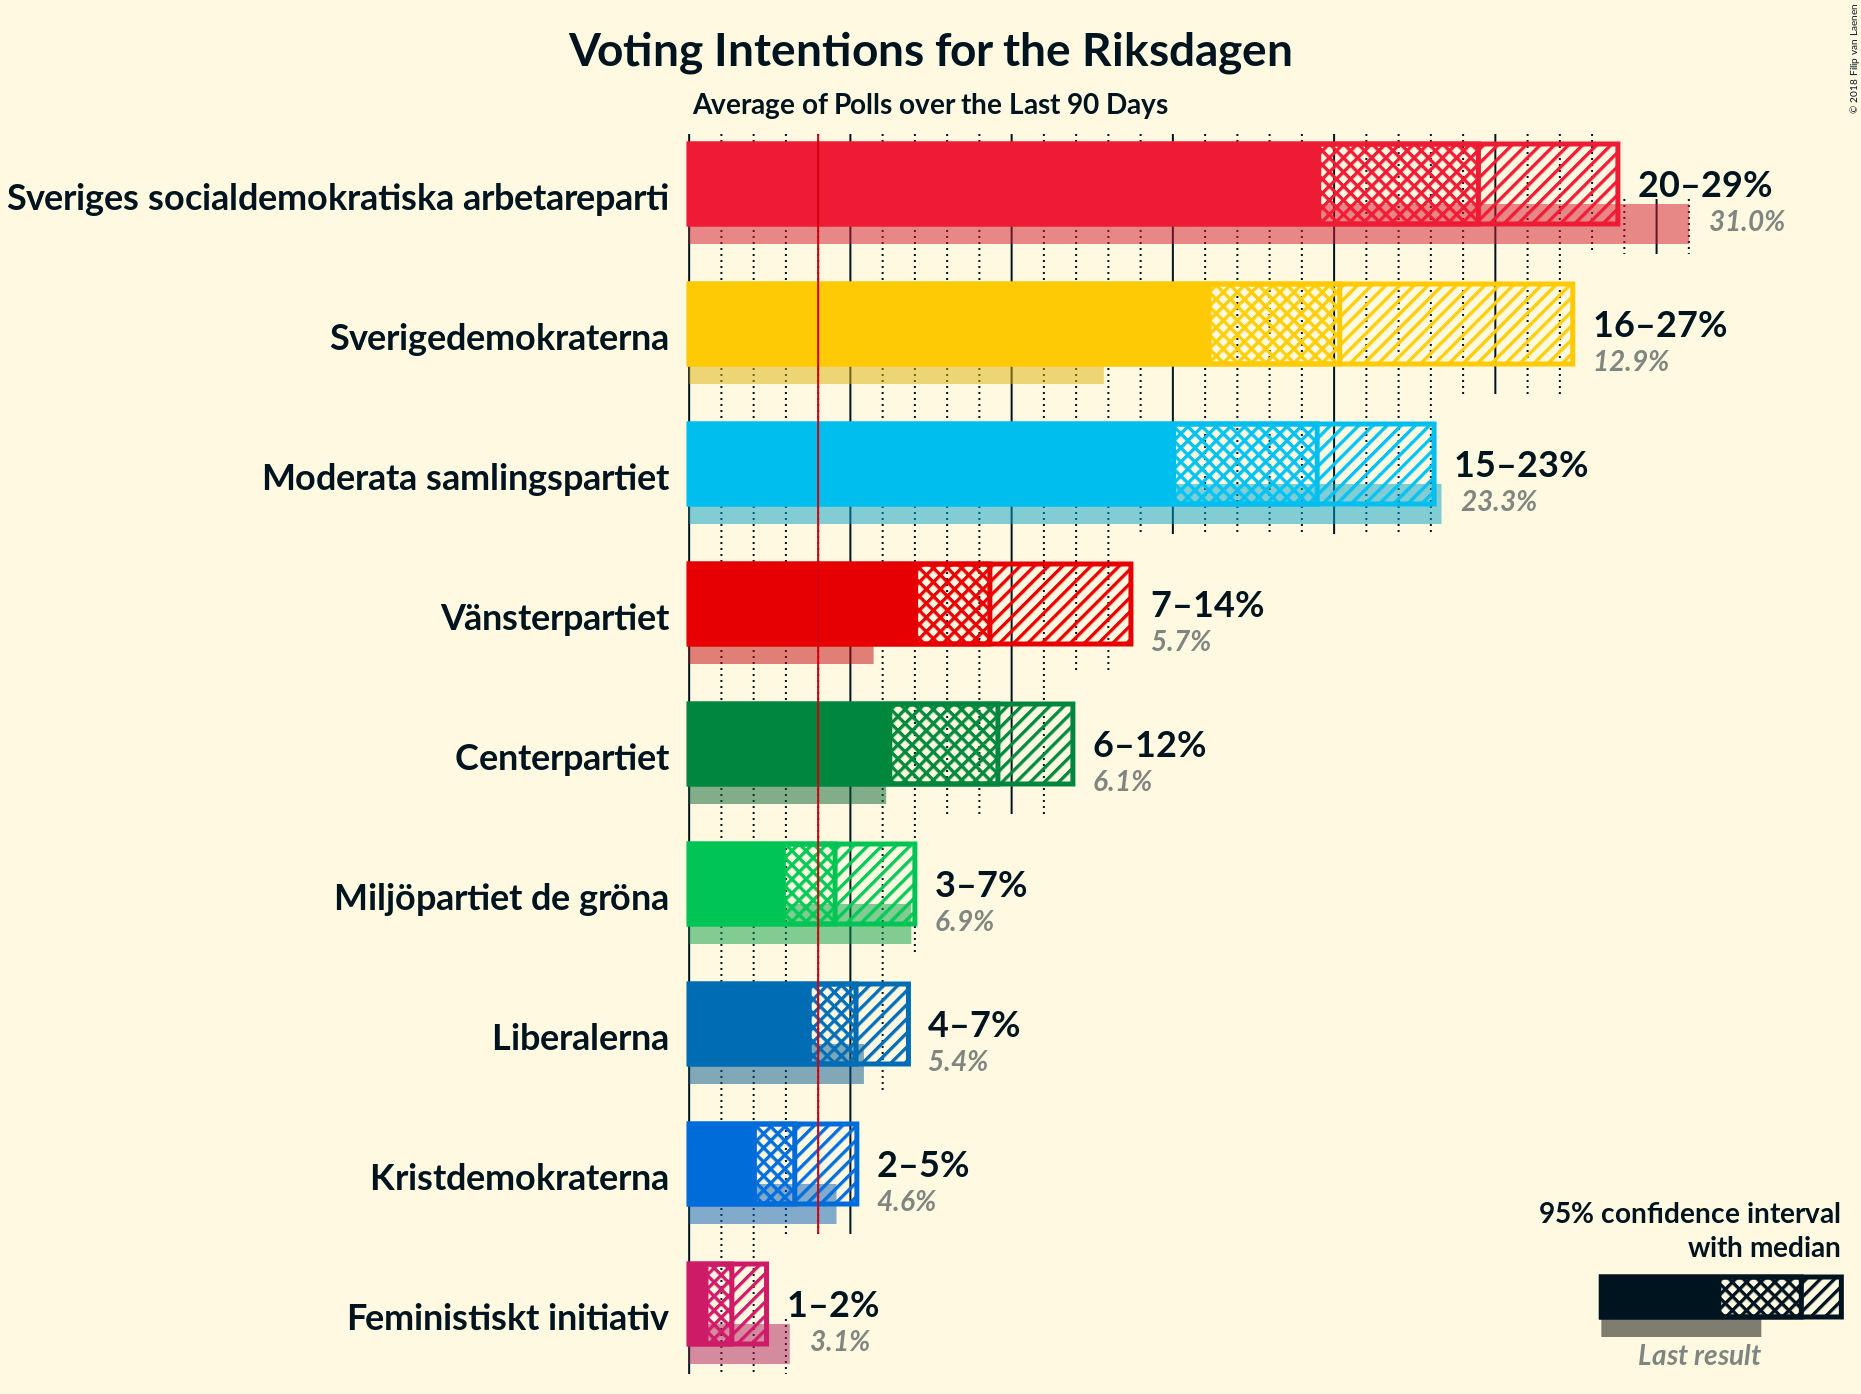 Voting Intentions for the Riksdagen
Average of Polls over the Last 90 Days
© 2018 Filip van Laenen
Sveriges socialdemokratiska arbetareparti
20–29%
31.0%
Sverigedemokraterna
16–27%
12.9%
Moderata samlingspartiet
15–23%
23.3%
Vänsterpartiet
7–14%
5.7%
Centerpartiet
6–12%
6.1%
Miljöpartiet de gröna
3–7%
6.9%
Liberalerna
4–7%
5.4%
Kristdemokraterna
2–5%
4.6%
Feministiskt initiativ
1–2%
3.1%
95% confidence interval
with median
Last result